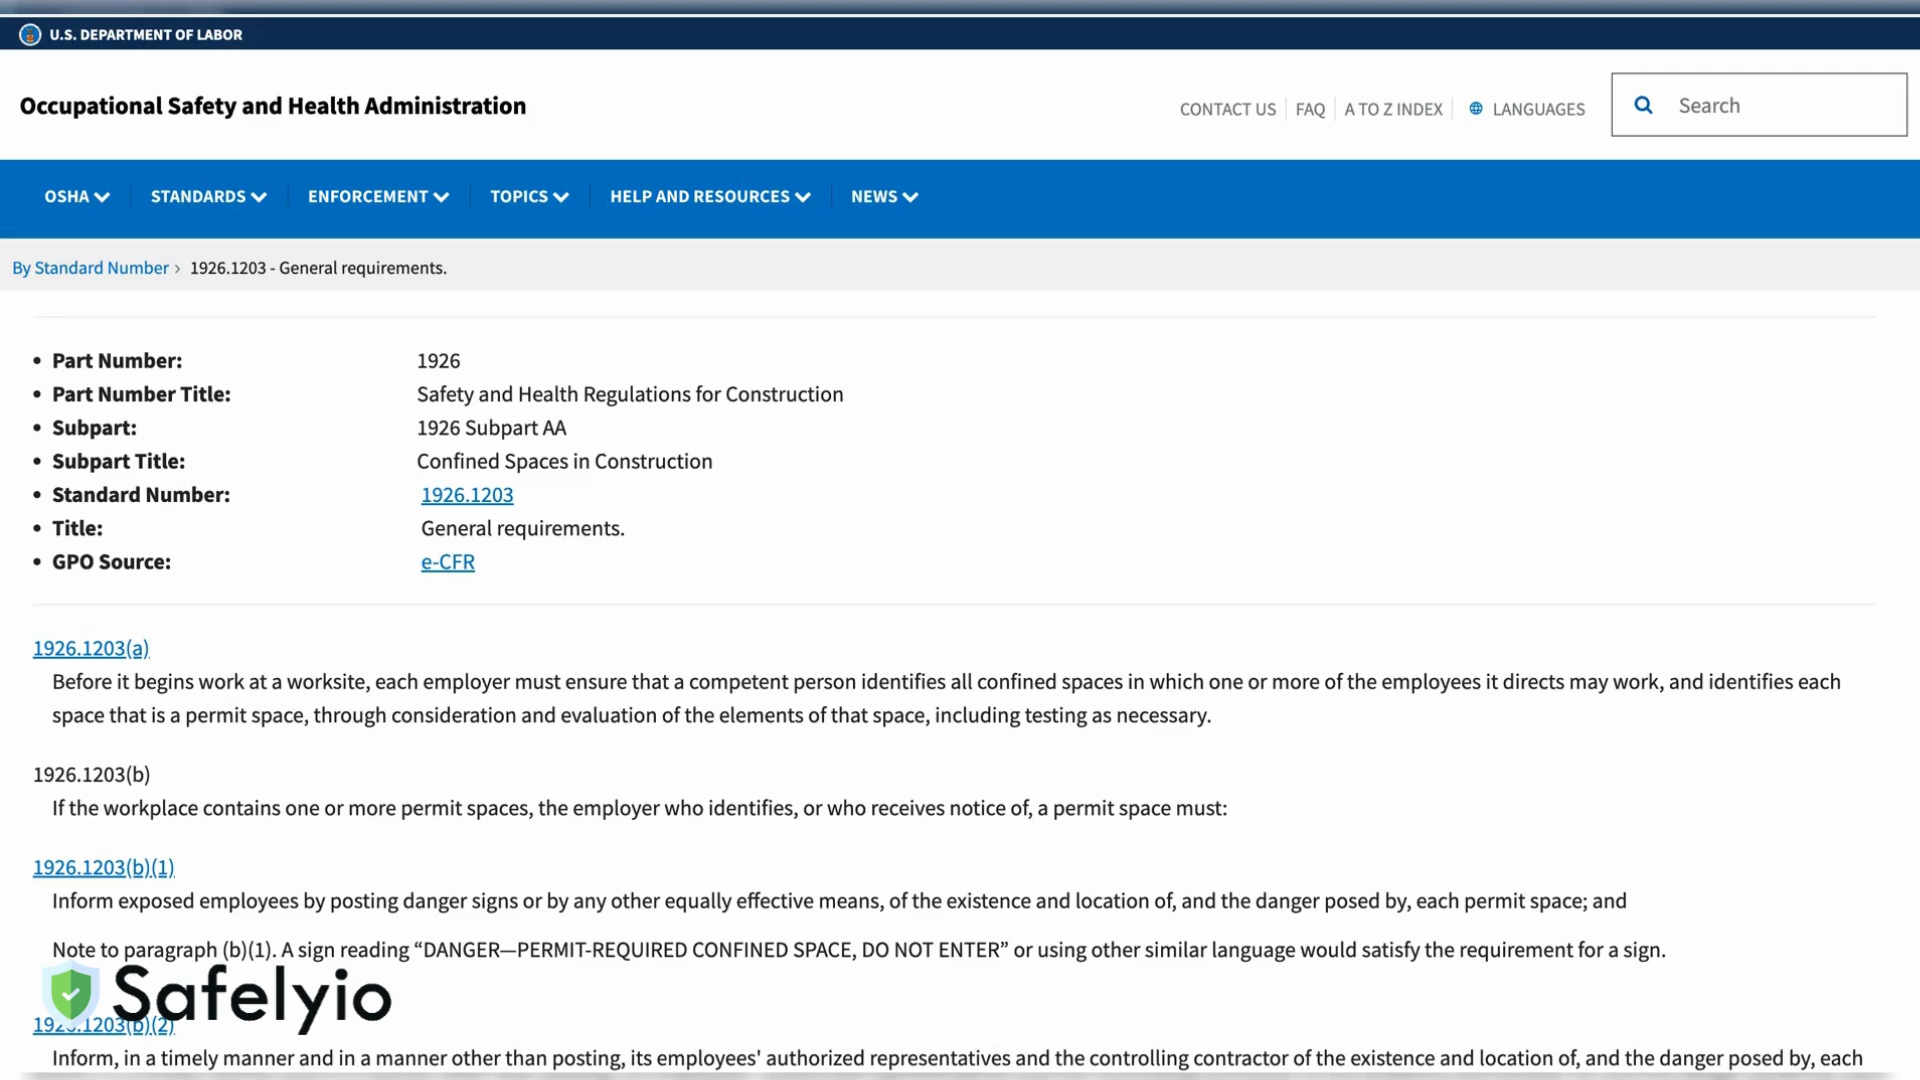 U.S. DEPARTMENT OF LABOR
Occupational Safety and Health Administration
CONTACT US FAQ A TO Z INDEX LANGUAGES Search
OSHA STANDARDS ENFORCEMENT TOPICS HELP AND RESOURCES NEWS
By Standard Number › 1926.1203 - General requirements.
• Part Number: 1926
• Part Number Title: Safety and Health Regulations for Construction
• Subpart: 1926 Subpart AA
• Subpart Title: Confined Spaces in Construction
• Standard Number: 1926.1203
• Title: General requirements.
• GPO Source: e-CFR
1926.1203(a)
Before it begins work at a worksite, each employer must ensure that a competent person identifies all confined spaces in which one or more of the employees it directs may work, and identifies each
space that is a permit space, through consideration and evaluation of the elements of that space, including testing as necessary.
1926.1203(b)
If the workplace contains one or more permit spaces, the employer who identifies, or who receives notice of, a permit space must:
1926.1203(b)(1)
Inform exposed employees by posting danger signs or by any other equally effective means, of the existence and location of, and the danger posed by, each permit space; and
Note to paragraph (b)(1). A sign reading “DANGER—PERMIT-REQUIRED CONFINED SPACE, DO NOT ENTER” or using other similar language would satisfy the requirement for a sign.
Safelyio
1926.1203(b)(2)
Inform, in a timely manner and in a manner other than posting, its employees' authorized representatives and the controlling contractor of the existence and location of, and the danger posed by, each